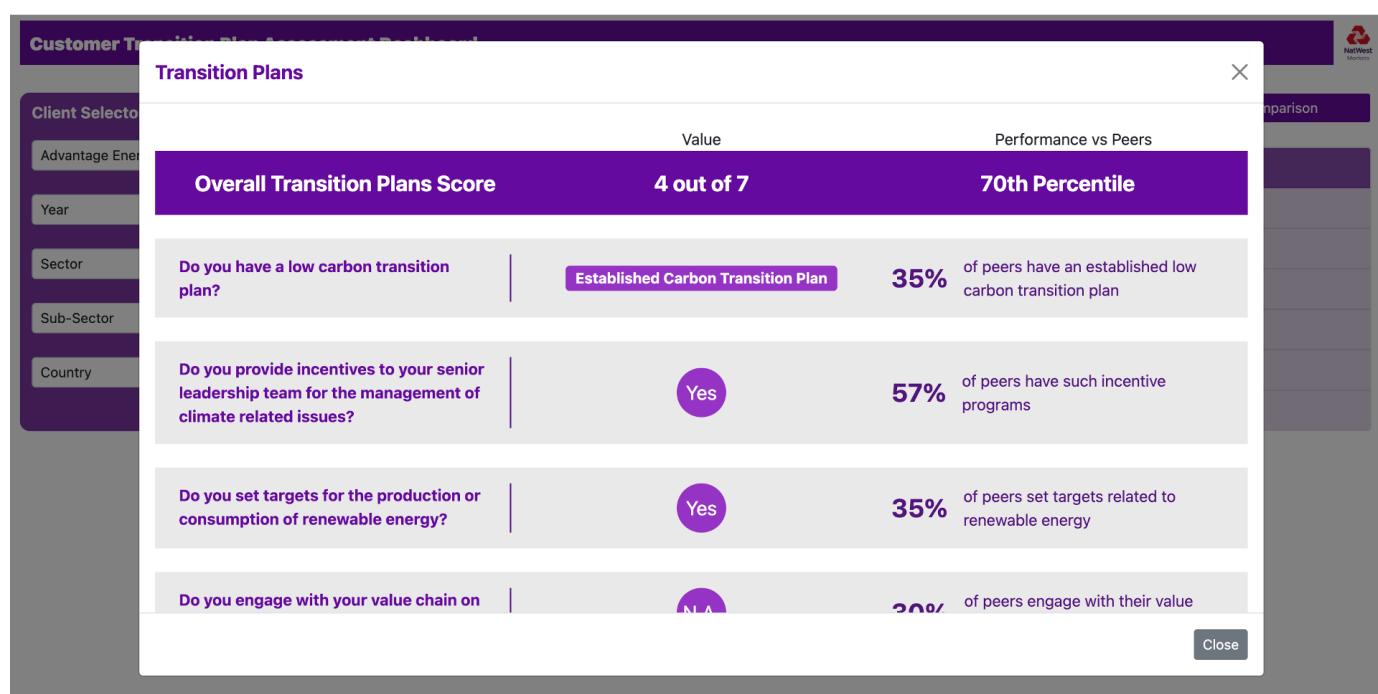 Customer Tr
NatWest
Markets
Transition Plans
Client Selecto
mparison
Value
Performance vs Peers
Advantage Ener
Overall Transition Plans Score
4 out of 7
70th Percentile
Year
Sector
Do you have a low carbon transition
plan?
Established Carbon Transition Plan
35%
of peers have an established low
carbon transition plan
Sub-Sector
Country
Do you provide incentives to your senior
leadership team for the management of
climate related issues?
Yes
57%
of peers have such incentive
programs
Do you set targets for the production or
consumption of renewable energy?
Yes
35%
of peers set targets related to
renewable energy
Do you engage with your value chain on
N.A
30%
of peers engage with their value
Close